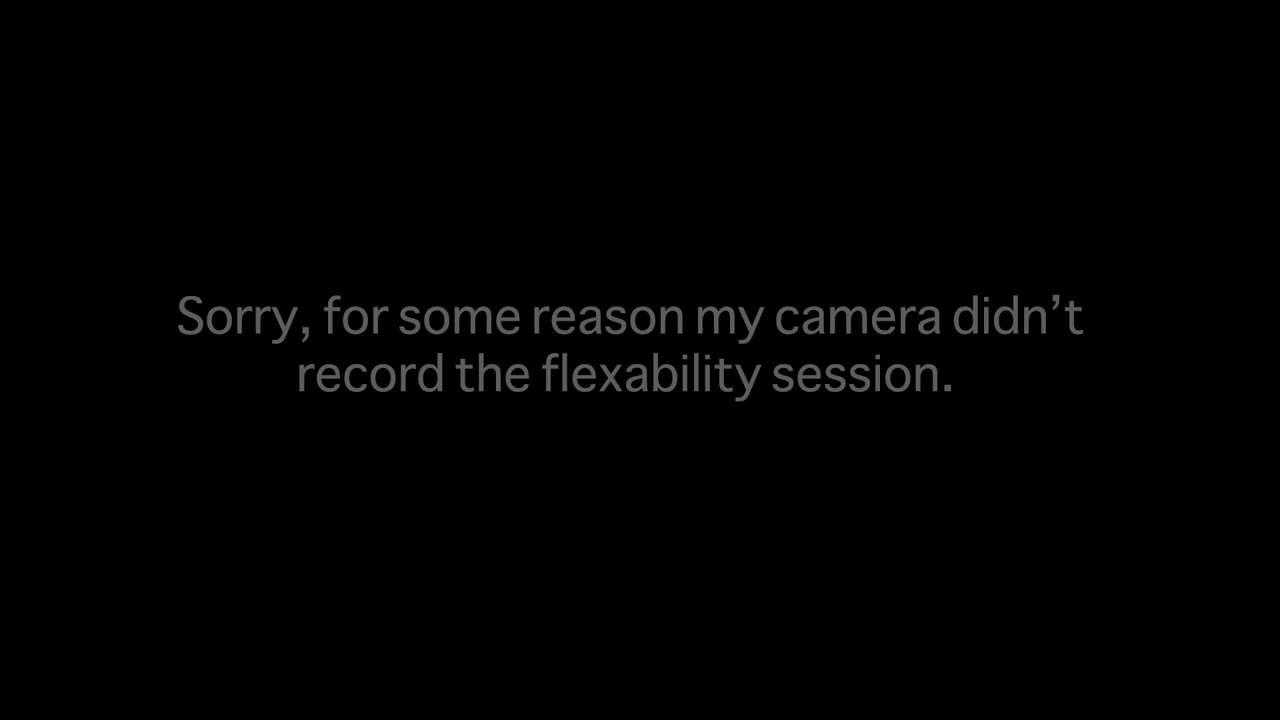 Sorry, for some reason my camera didn’t
record the flexability session.